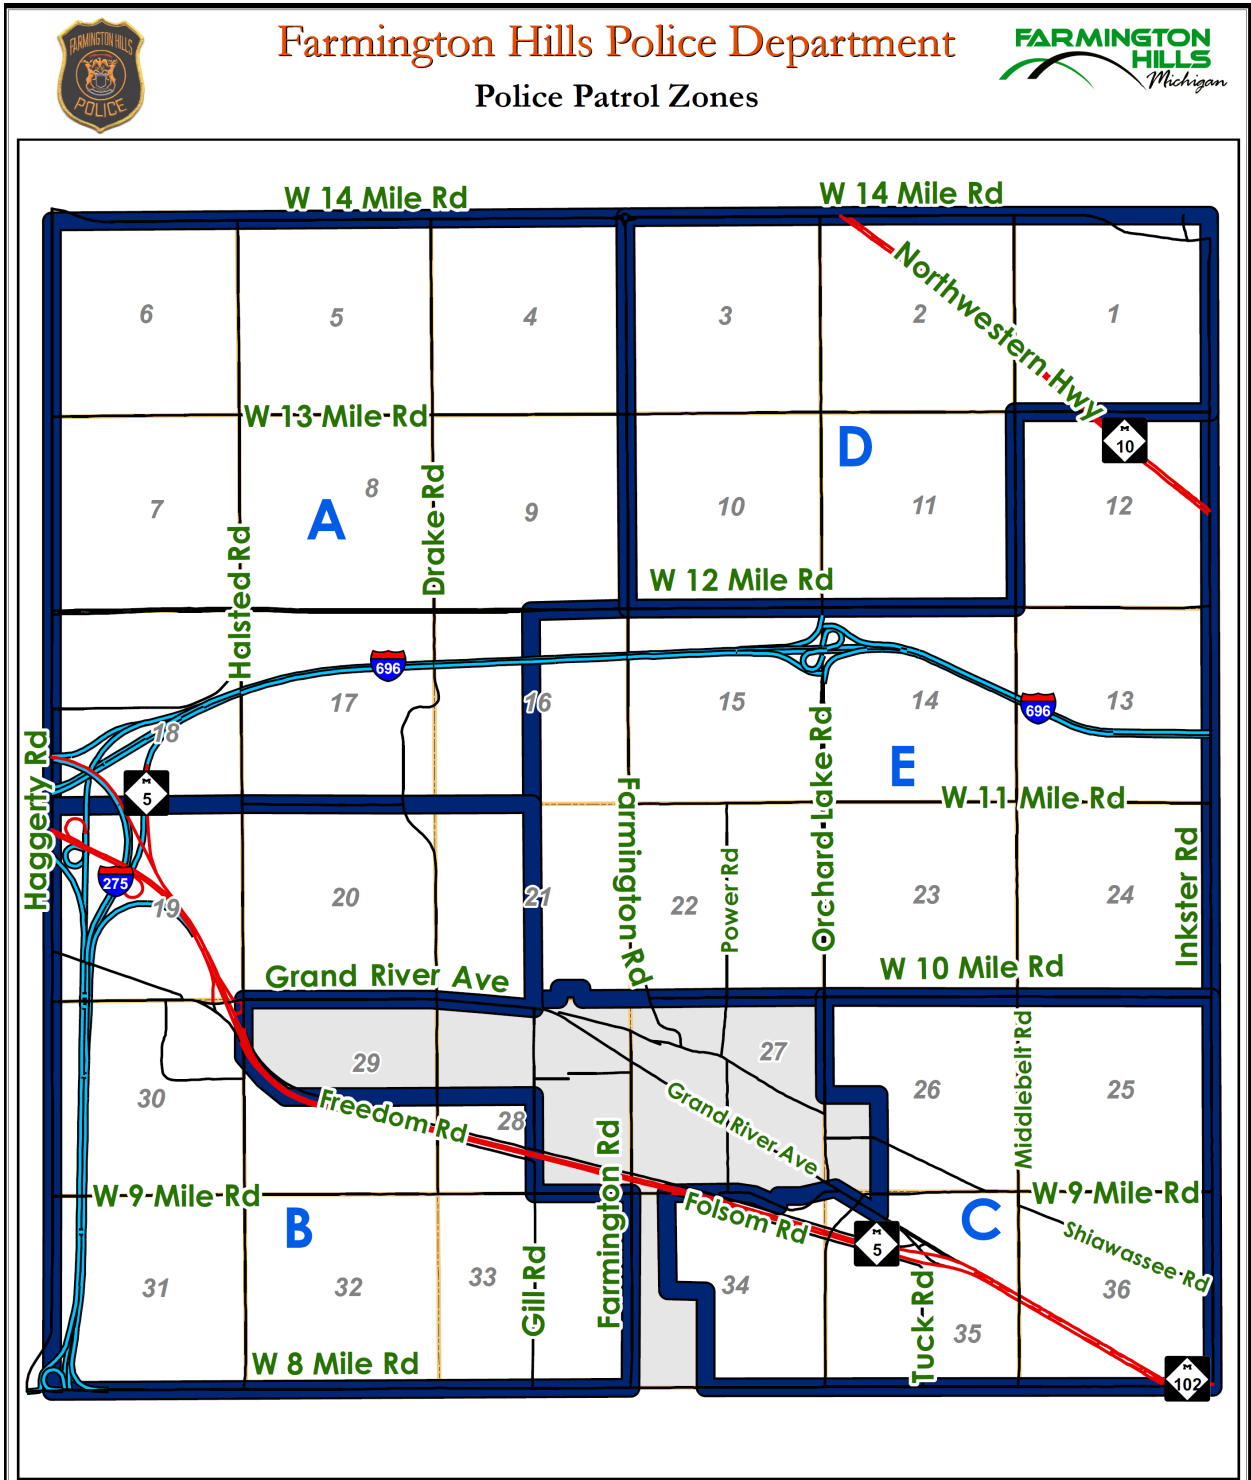 FARMINGTON HILLS
POLICE
Farmington Hills Police Department
Police Patrol Zones
FARMINGTON
HILLS
Michigan
W 14 Mile Rd
W 14 Mile Rd
Northwestern Hwy
6
5
4
3
2
1
W 13 Mile Rd
M
10
D
7
8
9
10
11
12
A
Halsted Rd
Drake Rd
W 12 Mile Rd
696
696
17
16
15
14
13
18
Haggerty Rd
M
5
E
W 11 Mile Rd
Farmington Rd
Power Rd
Orchard Lake Rd
Inkster Rd
275
19
20
21
22
23
24
Grand River Ave
W 10 Mile Rd
29
27
30
28
26
25
Freedom Rd
Grand River Ave
Middlebelt Rd
W 9 Mile Rd
Farmington Rd
W 9 Mile Rd
B
Folsom Rd
C
M
5
Shiawassee Rd
31
32
33
34
36
Gill Rd
Tuck Rd
35
W 8 Mile Rd
102